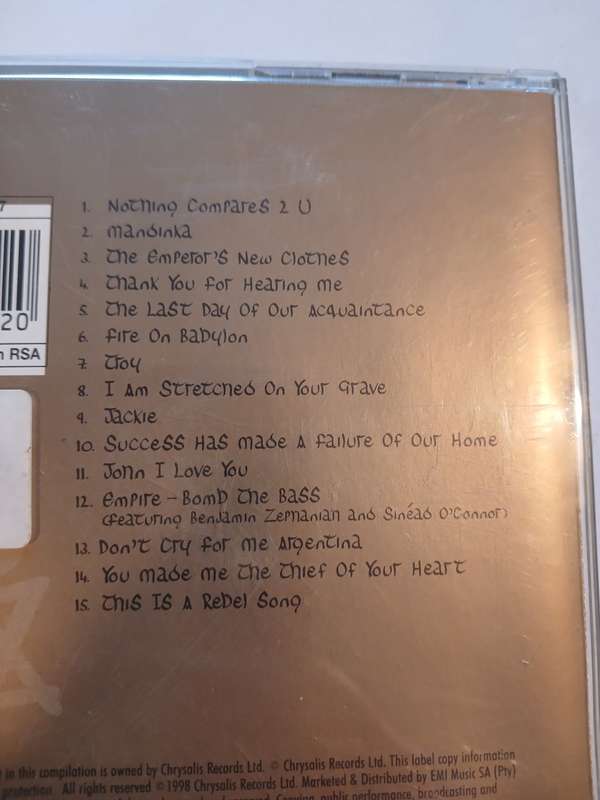 7
20
n RSA
1. Nothing Compares 2 U
2. Mandinka
3. The Emperor's New Clothes
4. Thank You For Hearing Me
5. The Last Day Of Our Acquaintance
6. Fire On Babylon
7. Troy
8. I Am Stretched On Your Grave
9. Jackie
10. Success Has Made A Failure Of Our Home
11. John I Love You
12. Empire – Bomb The Bass
(featuring Benjamin Zephaniah and Sinéad O'Connor)
13. Don't Cry For Me Argentina
14. You Made Me The Thief Of Your Heart
15. This Is A Rebel Song
in this compilation is owned by Chrysalis Records Ltd. © Chrysalis Records Ltd. This label copy information
protection. All rights reserved ©1998 Chrysalis Records Ltd. Marketed & Distributed by EMI Music SA (Pty)
public performance, broadcasting and